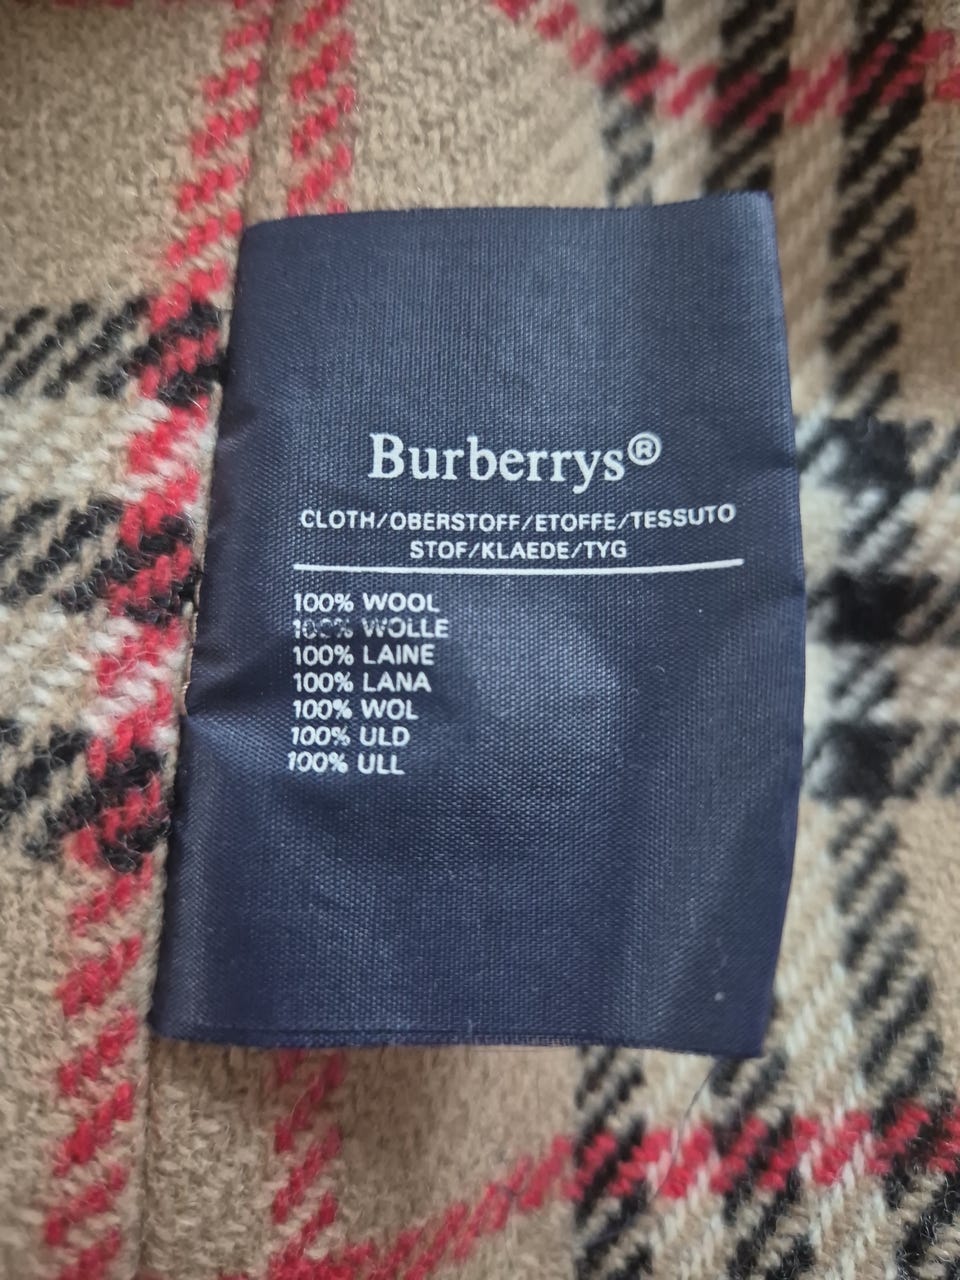 Burberrys®
CLOTH/OBERSTOFF/ETOFFE/TESSUTO
STOF/KLAEDE/TYG
100% WOOL
100% WOLLE
100% LAINE
100% LANA
100% WOL
100% ULD
100% ULL